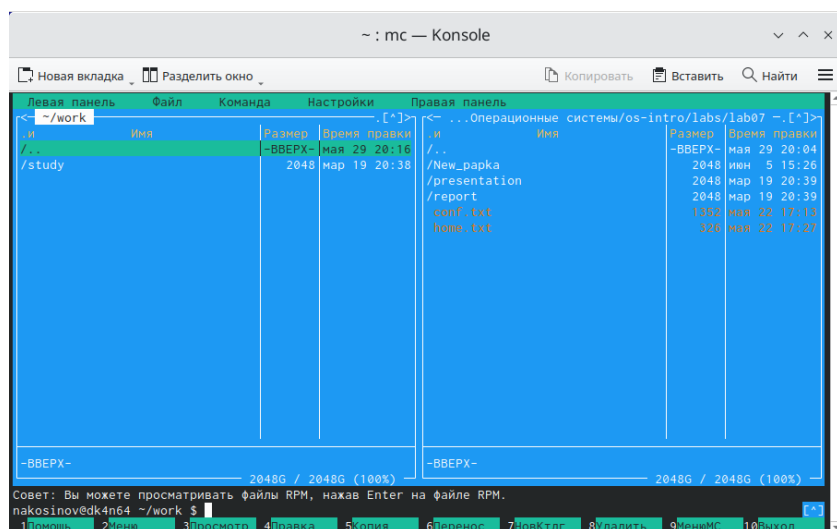 ~ : mc — Konsole
Новая вкладка Разделить окно Копировать Вставить Найти
Левая панель Файл Команда Настройки Правая панель
<— ~/work .[^]>
.и Имя Размер Время правки
/.. -ВВЕРХ- мая 29 20:16
/study 2048 мар 19 20:38
-ВВЕРХ-
2048G / 2048G (100%)
<— ...Операционные системы/os-intro/labs/lab07 —.[^]>
.и Имя Размер Время правки
/.. -ВВЕРХ- мая 29 20:04
/New_papka 2048 июн 5 15:26
/presentation 2048 мар 19 20:39
/report 2048 мар 19 20:39
conf.txt 1352 мая 22 17:13
home.txt 326 мая 22 17:27
-ВВЕРХ-
2048G / 2048G (100%)
Совет: Вы можете просматривать файлы RPM, нажав Enter на файле RPM.
nakosinov@dk4n64 ~/work $ [^]
1Помощь 2Меню 3Просмотр 4Правка 5Копия 6Перенос 7НовКтлг 8Удалить 9МенюМС 10Выход